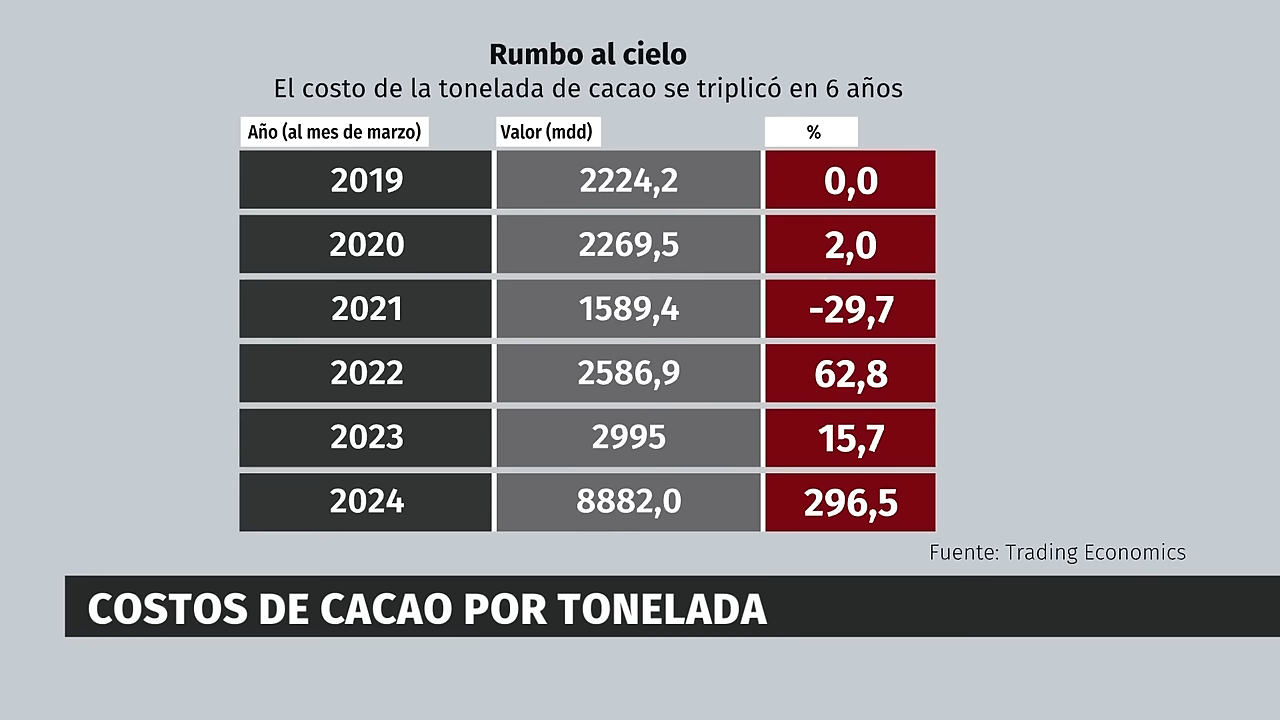 Rumbo al cielo
El costo de la tonelada de cacao se triplicó en 6 años
Año (al mes de marzo) Valor (mdd) %
2019 2224,2 0,0
2020 2269,5 2,0
2021 1589,4 -29,7
2022 2586,9 62,8
2023 2995 15,7
2024 8882,0 296,5
Fuente: Trading Economics
COSTOS DE CACAO POR TONELADA